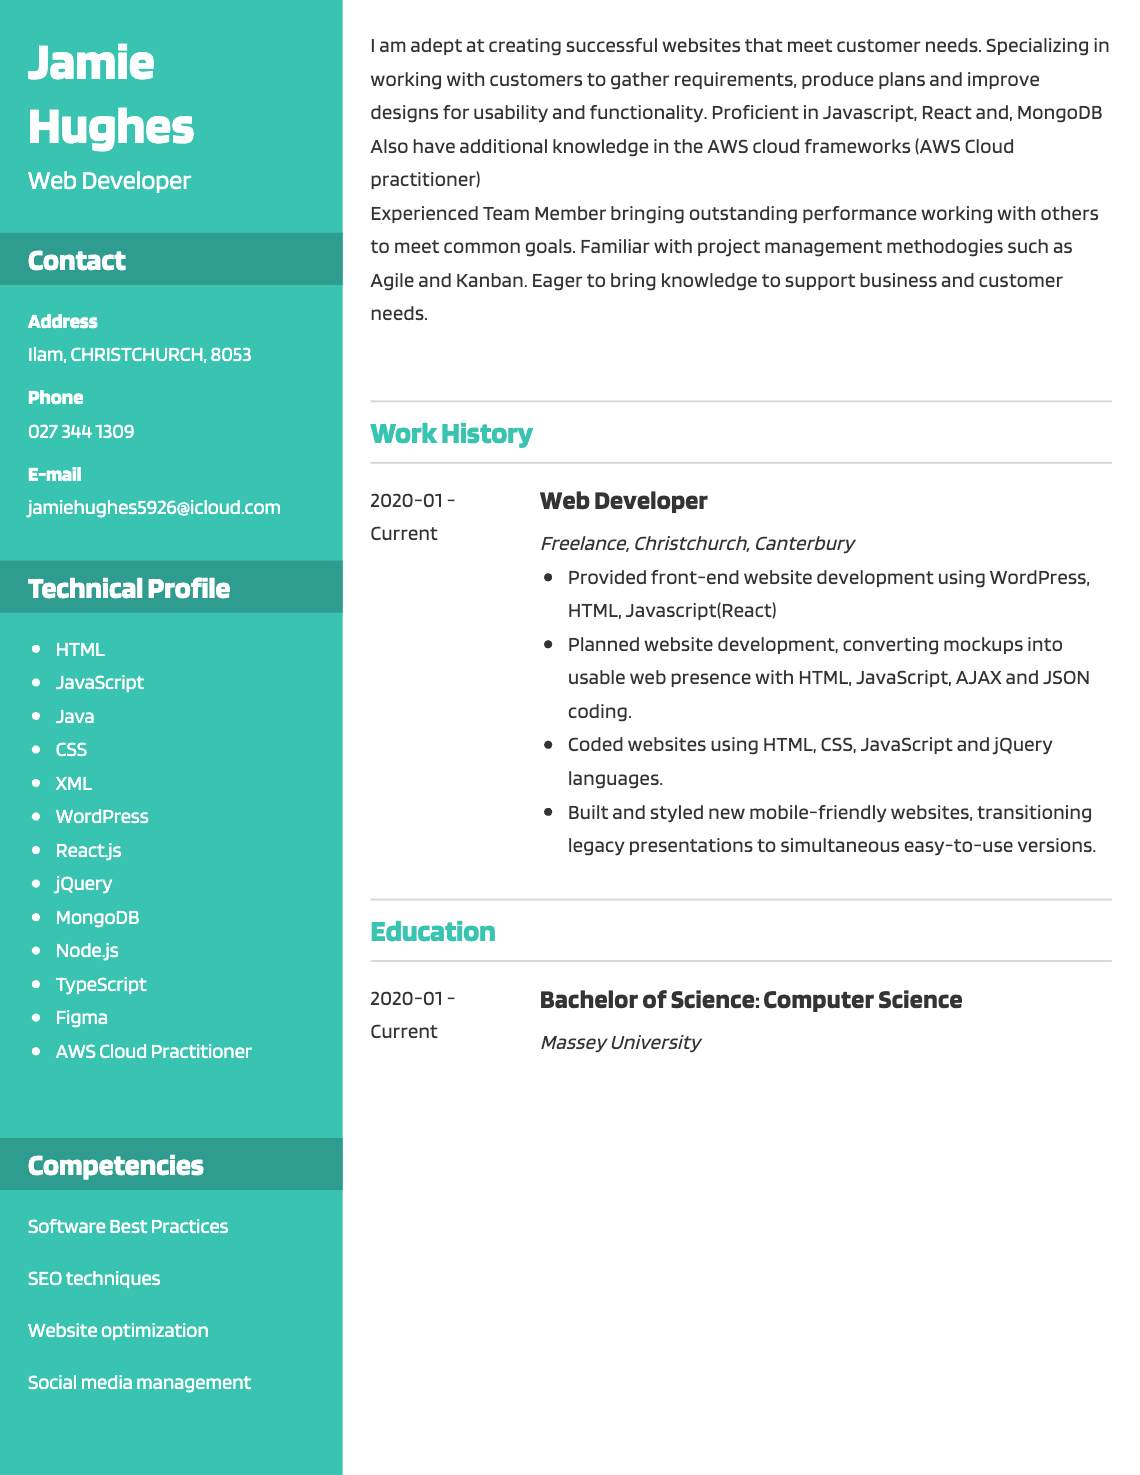 Jamie
Hughes
Web Developer
Contact
Address
Ilam, CHRISTCHURCH, 8053
Phone
027 344 1309
E-mail
jamiehughes5926@icloud.com
Technical Profile
HTML
JavaScript
Java
CSS
XML
WordPress
React.js
jQuery
MongoDB
Node.js
TypeScript
Figma
AWS Cloud Practitioner
Competencies
Software Best Practices
SEO techniques
Website optimization
Social media management
I am adept at creating successful websites that meet customer needs. Specializing in
working with customers to gather requirements, produce plans and improve
designs for usability and functionality. Proficient in Javascript, React and, MongoDB
Also have additional knowledge in the AWS cloud frameworks (AWS Cloud
practitioner)
Experienced Team Member bringing outstanding performance working with others
to meet common goals. Familiar with project management methodogies such as
Agile and Kanban. Eager to bring knowledge to support business and customer
needs.
Work History
2020-01 -
Current
Web Developer
Freelance, Christchurch, Canterbury
Provided front-end website development using WordPress,
HTML, Javascript(React)
Planned website development, converting mockups into
usable web presence with HTML, JavaScript, AJAX and JSON
coding.
Coded websites using HTML, CSS, JavaScript and jQuery
languages.
Built and styled new mobile-friendly websites, transitioning
legacy presentations to simultaneous easy-to-use versions.
Education
2020-01 -
Current
Bachelor of Science: Computer Science
Massey University